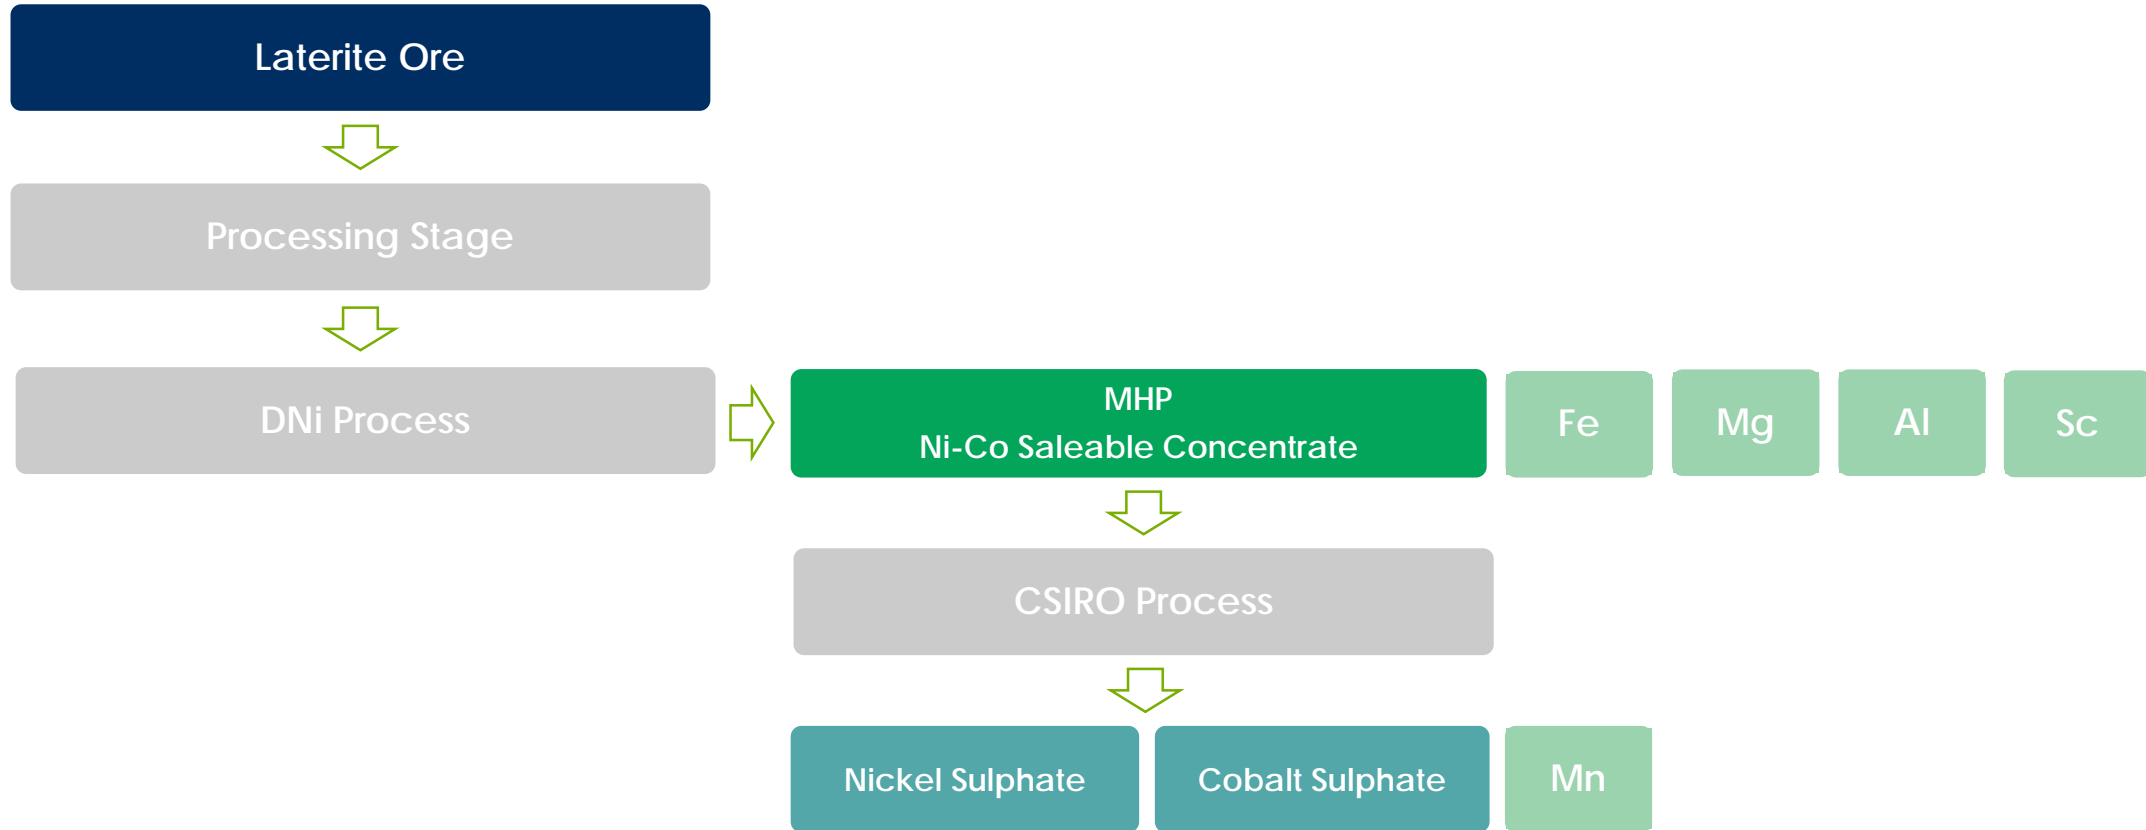 Laterite Ore
Processing Stage
DNi Process
MHP
Ni-Co Saleable Concentrate
Fe
Mg
Al
Sc
CSIRO Process
Nickel Sulphate
Cobalt Sulphate
Mn